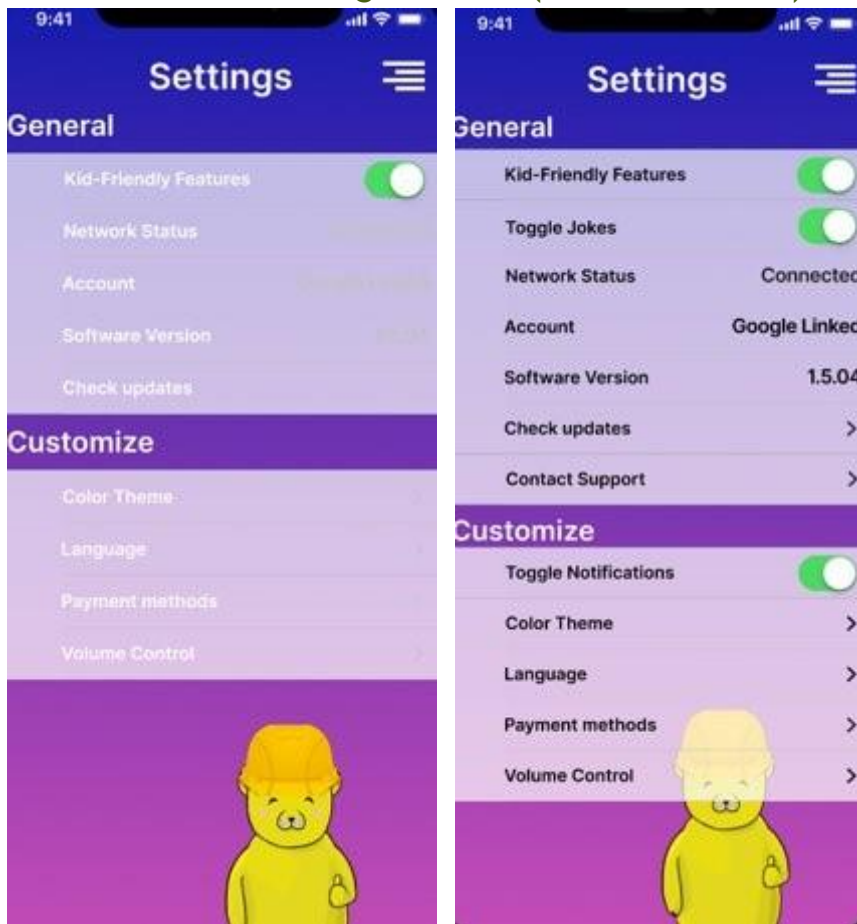 9:41
Settings
General
Kid-Friendly Features
Network Status
Account
Software Version
Check updates
Customize
Color Theme
Language
Payment methods
Volume Control
9:41
Settings
General
Kid-Friendly Features
Toggle Jokes
Network Status Connected
Account Google Linked
Software Version 1.5.04
Check updates >
Contact Support >
Customize
Toggle Notifications
Color Theme >
Language >
Payment methods >
Volume Control >